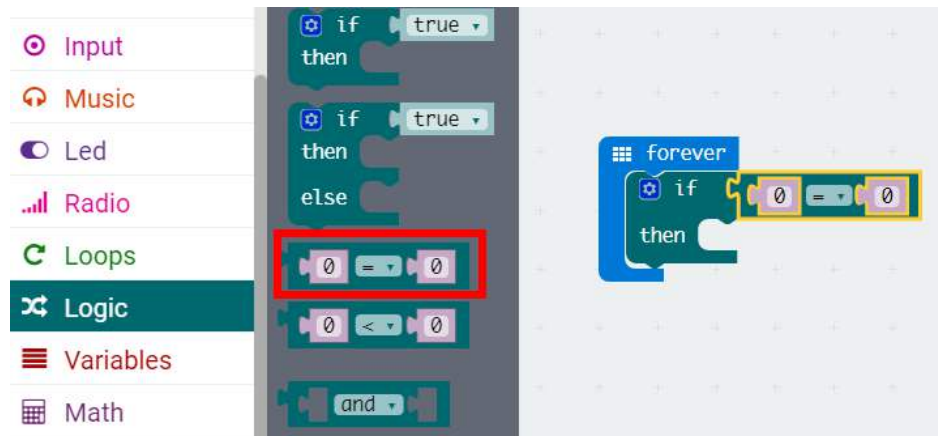 Input
Music
Led
Radio
Loops
Logic
Variables
Math
if true
then
if true
then
else
0 = 0
0 < 0
and
forever
if 0 = 0
then